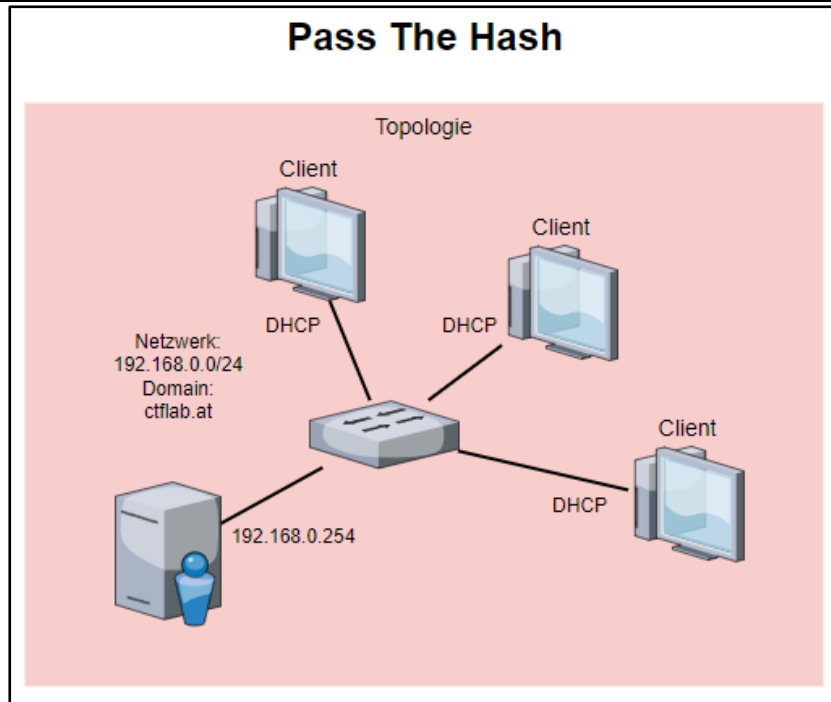 Pass The Hash
Topologie
Client
Client
DHCP
DHCP
Netzwerk:
192.168.0.0/24
Domain:
ctflab.at
Client
DHCP
192.168.0.254